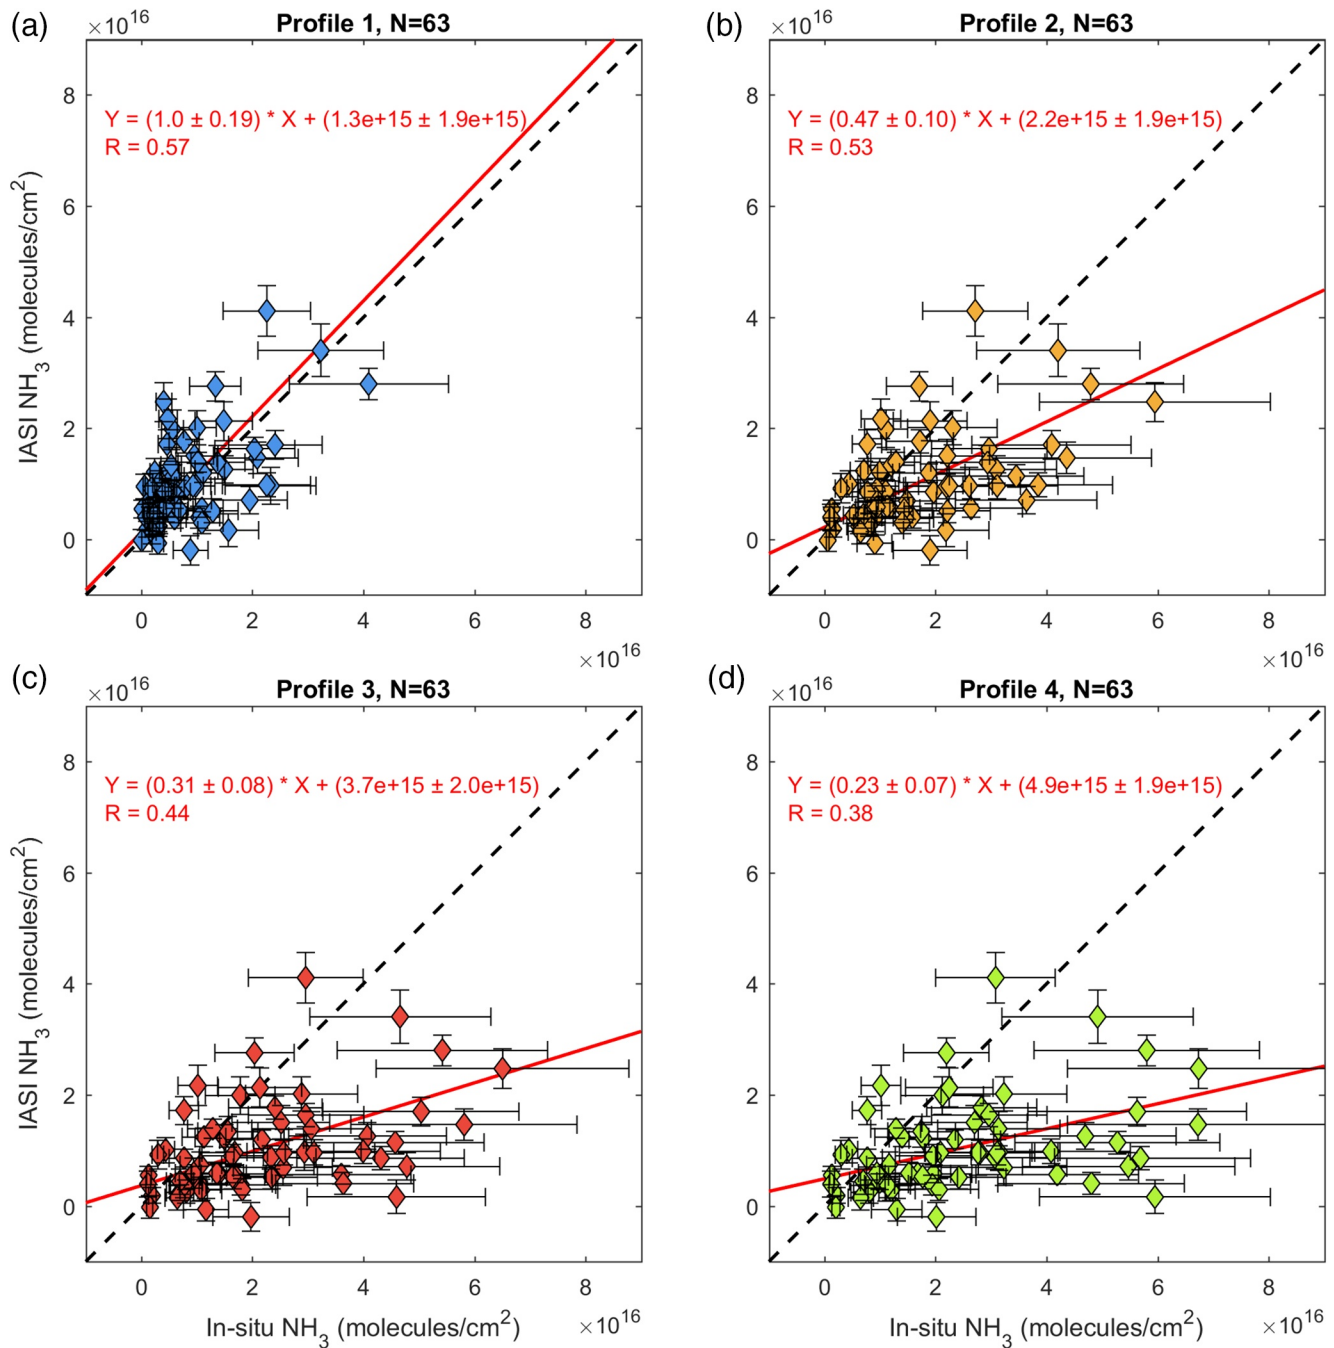 (a)
×10^16
Profile 1, N=63
Y = (1.0 ± 0.19) * X + (1.3e+15 ± 1.9e+15)
R = 0.57
IASI NH₃ (molecules/cm²)
8
6
4
2
0
0 2 4 6 8
×10^16
(b)
×10^16
Profile 2, N=63
Y = (0.47 ± 0.10) * X + (2.2e+15 ± 1.9e+15)
R = 0.53
8
6
4
2
0
0 2 4 6 8
×10^16
(c)
×10^16
Profile 3, N=63
Y = (0.31 ± 0.08) * X + (3.7e+15 ± 2.0e+15)
R = 0.44
IASI NH₃ (molecules/cm²)
8
6
4
2
0
0 2 4 6 8
In-situ NH₃ (molecules/cm²)
×10^16
(d)
×10^16
Profile 4, N=63
Y = (0.23 ± 0.07) * X + (4.9e+15 ± 1.9e+15)
R = 0.38
8
6
4
2
0
0 2 4 6 8
In-situ NH₃ (molecules/cm²)
×10^16